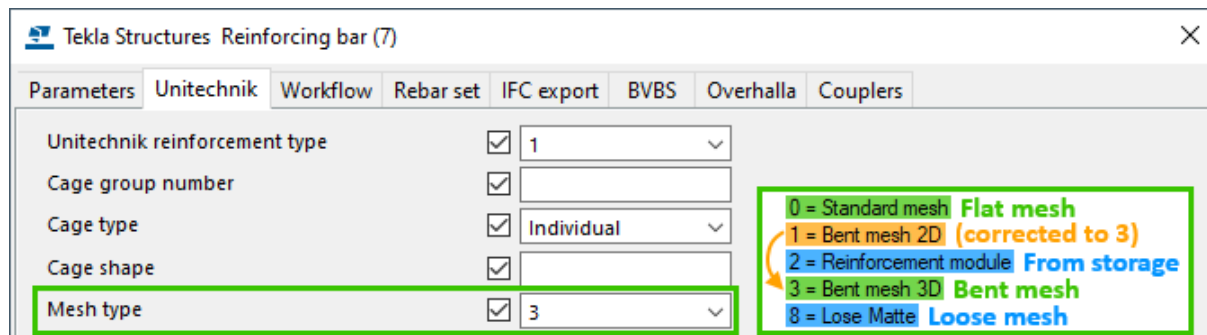 Tekla Structures Reinforcing bar (7)
Parameters Unitechnik Workflow Rebar set IFC export BVBS Overhalla Couplers
Unitechnik reinforcement type 1
Cage group number
Cage type Individual
Cage shape
Mesh type 3
0 = Standard mesh Flat mesh
1 = Bent mesh 2D (corrected to 3)
2 = Reinforcement module From storage
3 = Bent mesh 3D Bent mesh
8 = Lose Matte Loose mesh